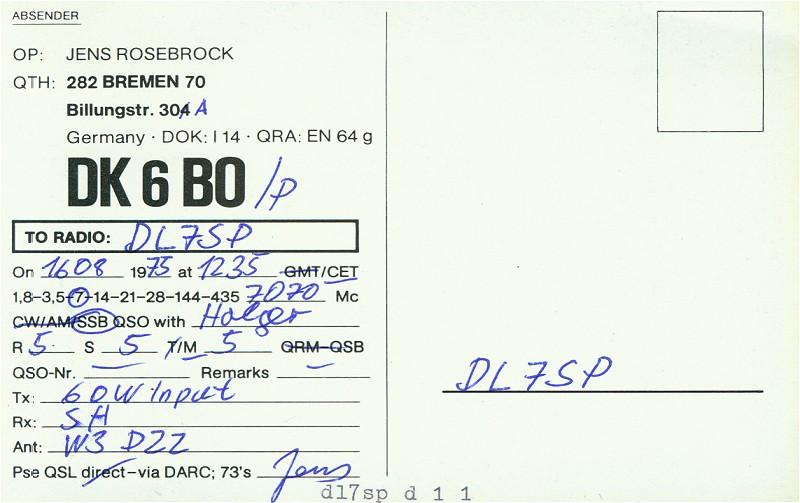 ABSENDER
OP: JENS ROSEBROCK
QTH: 282 BREMEN 70
Billungstr. 304 A
Germany · DOK: I 14 · QRA: EN 64 g
DK 6 BO /p
TO RADIO: DL7SP
On 1608 1975 at 1235 GMT/CET
1,8–3,5–7–14–21–28–144–435 7070 Mc
CW/AM/SSB QSO with Holger
R 5 S 5 T/M 5 QRM–QSB
QSO-Nr. — Remarks —
Tx: 60W Input
Rx: SH
Ant: W3 DZZ
Pse QSL direct–via DARC; 73's Jens
DL7SP
dl7sp d 1 1